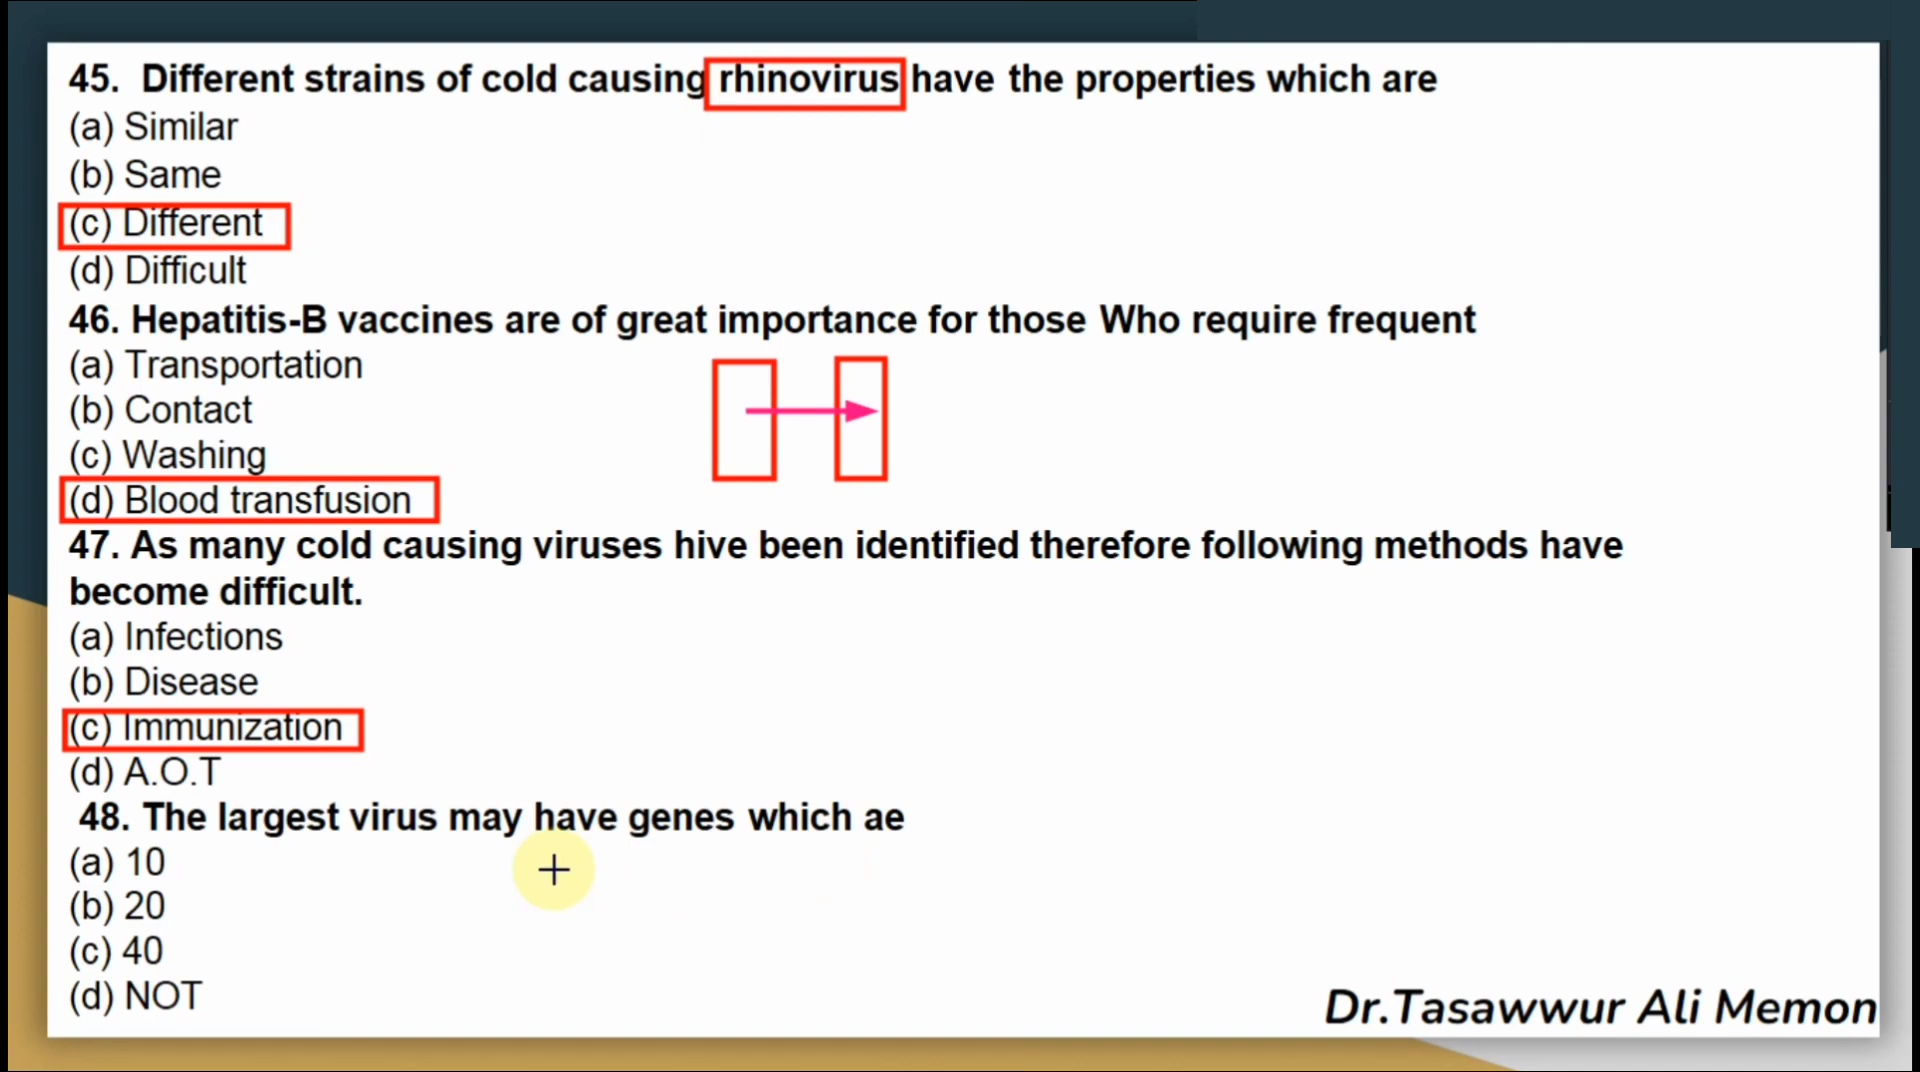 45. Different strains of cold causing rhinovirus have the properties which are
(a) Similar
(b) Same
(c) Different
(d) Difficult
46. Hepatitis-B vaccines are of great importance for those Who require frequent
(a) Transportation
(b) Contact
(c) Washing
(d) Blood transfusion
47. As many cold causing viruses hive been identified therefore following methods have
become difficult.
(a) Infections
(b) Disease
(c) Immunization
(d) A.O.T
48. The largest virus may have genes which ae
(a) 10
(b) 20
(c) 40
(d) NOT
Dr.Tasawwur Ali Memon